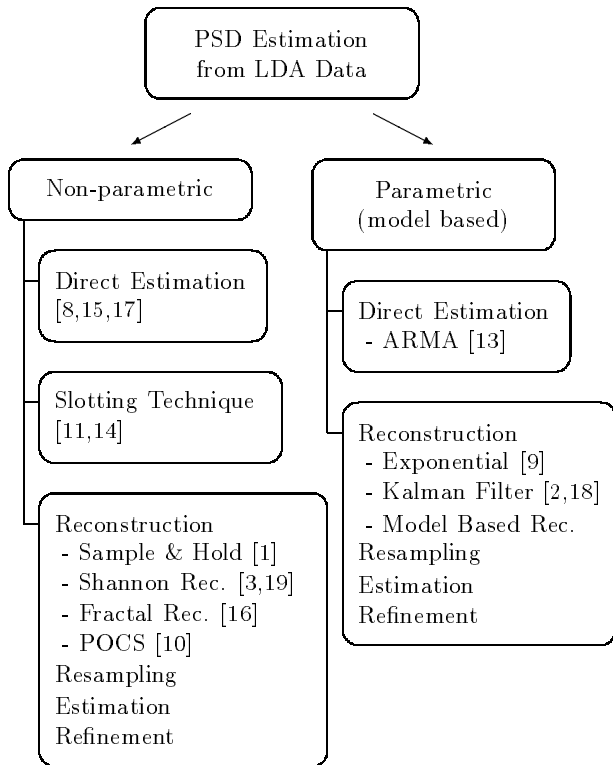 PSD Estimation
from LDA Data
Non-parametric
Direct Estimation
[8,15,17]
Slotting Technique
[11,14]
Reconstruction
- Sample & Hold [1]
- Shannon Rec. [3,19]
- Fractal Rec. [16]
- POCS [10]
Resampling
Estimation
Refinement
Parametric
(model based)
Direct Estimation
- ARMA [13]
Reconstruction
- Exponential [9]
- Kalman Filter [2,18]
- Model Based Rec.
Resampling
Estimation
Refinement